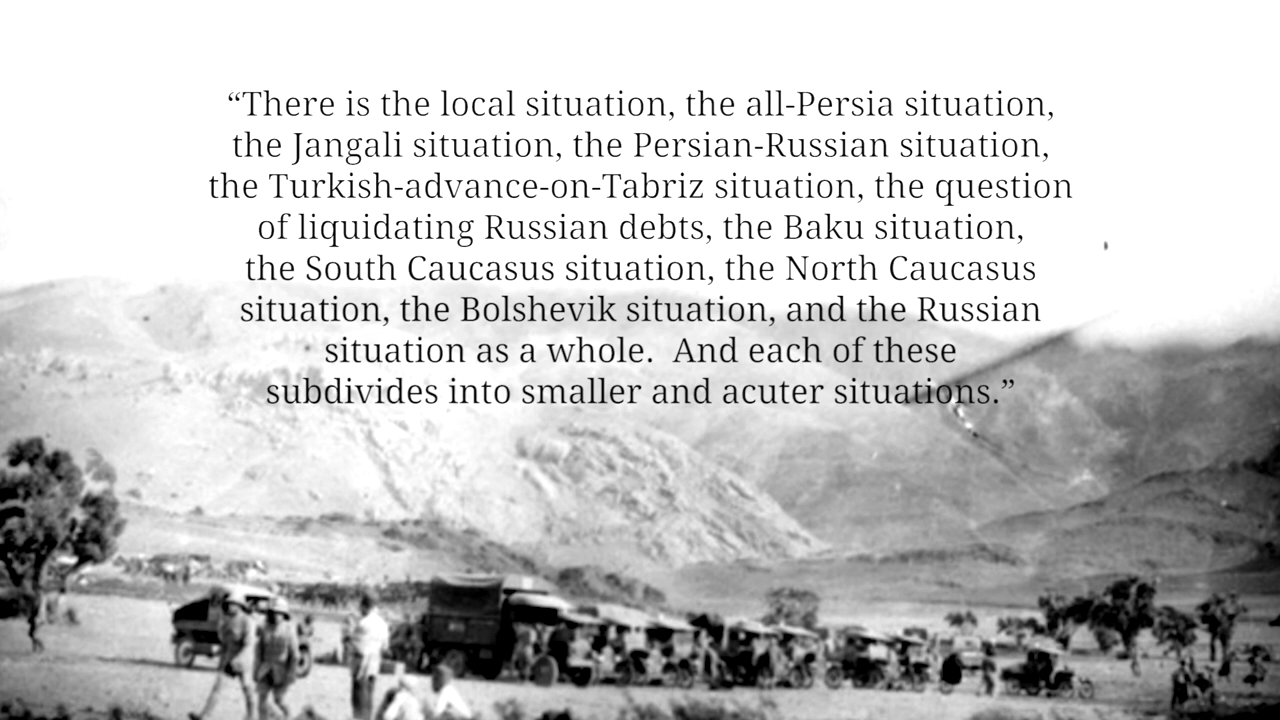 “There is the local situation, the all-Persia situation,
the Jangali situation, the Persian-Russian situation,
the Turkish-advance-on-Tabriz situation, the question
of liquidating Russian debts, the Baku situation,
the South Caucasus situation, the North Caucasus
situation, the Bolshevik situation, and the Russian
situation as a whole.  And each of these
subdivides into smaller and acuter situations.”